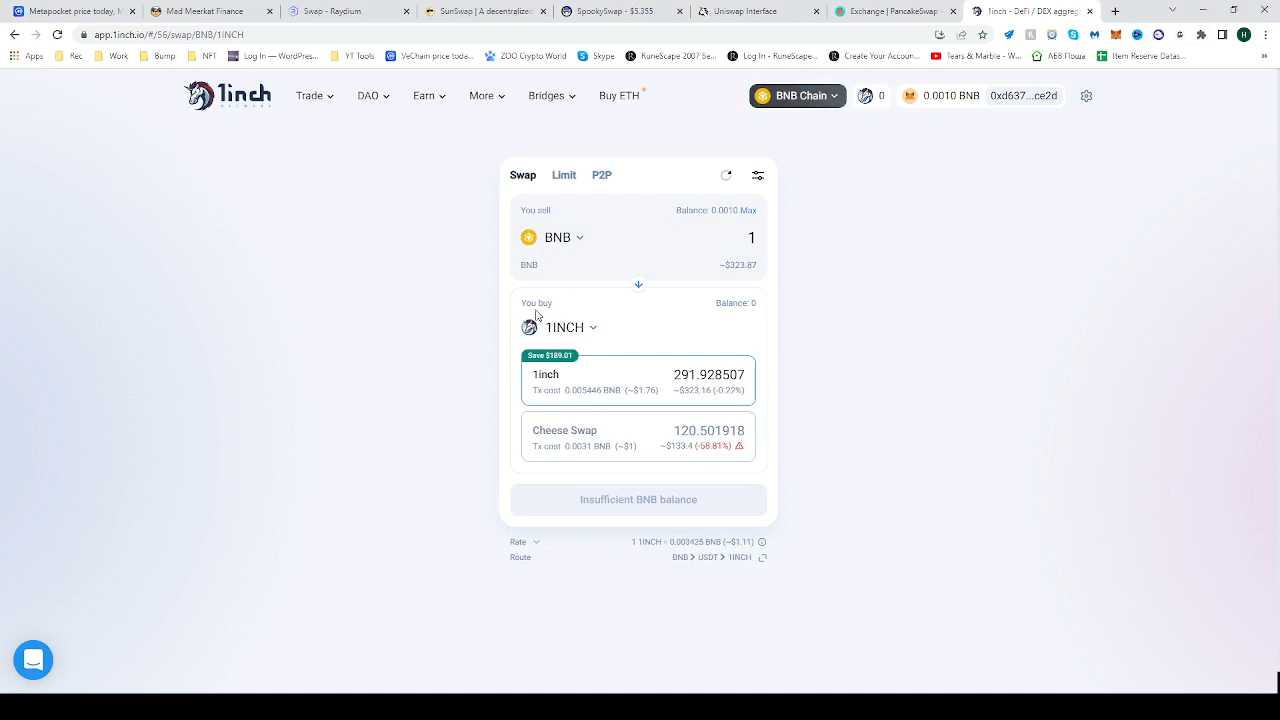 Metapocket price today, M
Mad Meerkat Finance
Swap - Raydium
SunSwap | A decentralized
SpookySwap - $5.355
Uniswap Interface
Exchange | PancakeSwap -
1inch - DeFi / DEX aggreg
app.1inch.io/#/56/swap/BNB/1INCH
H
Apps
Rec
Work
Bump
NFT
Log In — WordPres...
YT Tools
VeChain price toda...
ZOO Crypto World
Skype
RuneScape 2007 Se...
Log In - RuneScape...
Create Your Accoun...
Tears & Marble - W...
АБВ Поща
Item Reserve Datas...
»
1inch
NETWORK
Trade
DAO
Earn
More
Bridges
Buy ETH
BNB Chain
0
0.0010 BNB
0xd637...ce2d
Swap
Limit
P2P
You sell
Balance: 0.0010 Max
BNB
1
BNB
~$323.87
You buy
Balance: 0
1INCH
Save $189.01
1inch
291.928507
Tx cost 0.005446 BNB (~$1.76)
~$323.16 (-0.22%)
Cheese Swap
120.501918
Tx cost 0.0031 BNB (~$1)
~$133.4 (-58.81%)
Insufficient BNB balance
Rate
1 1INCH = 0.003425 BNB (~$1.11)
Route
BNB > USDT > 1INCH